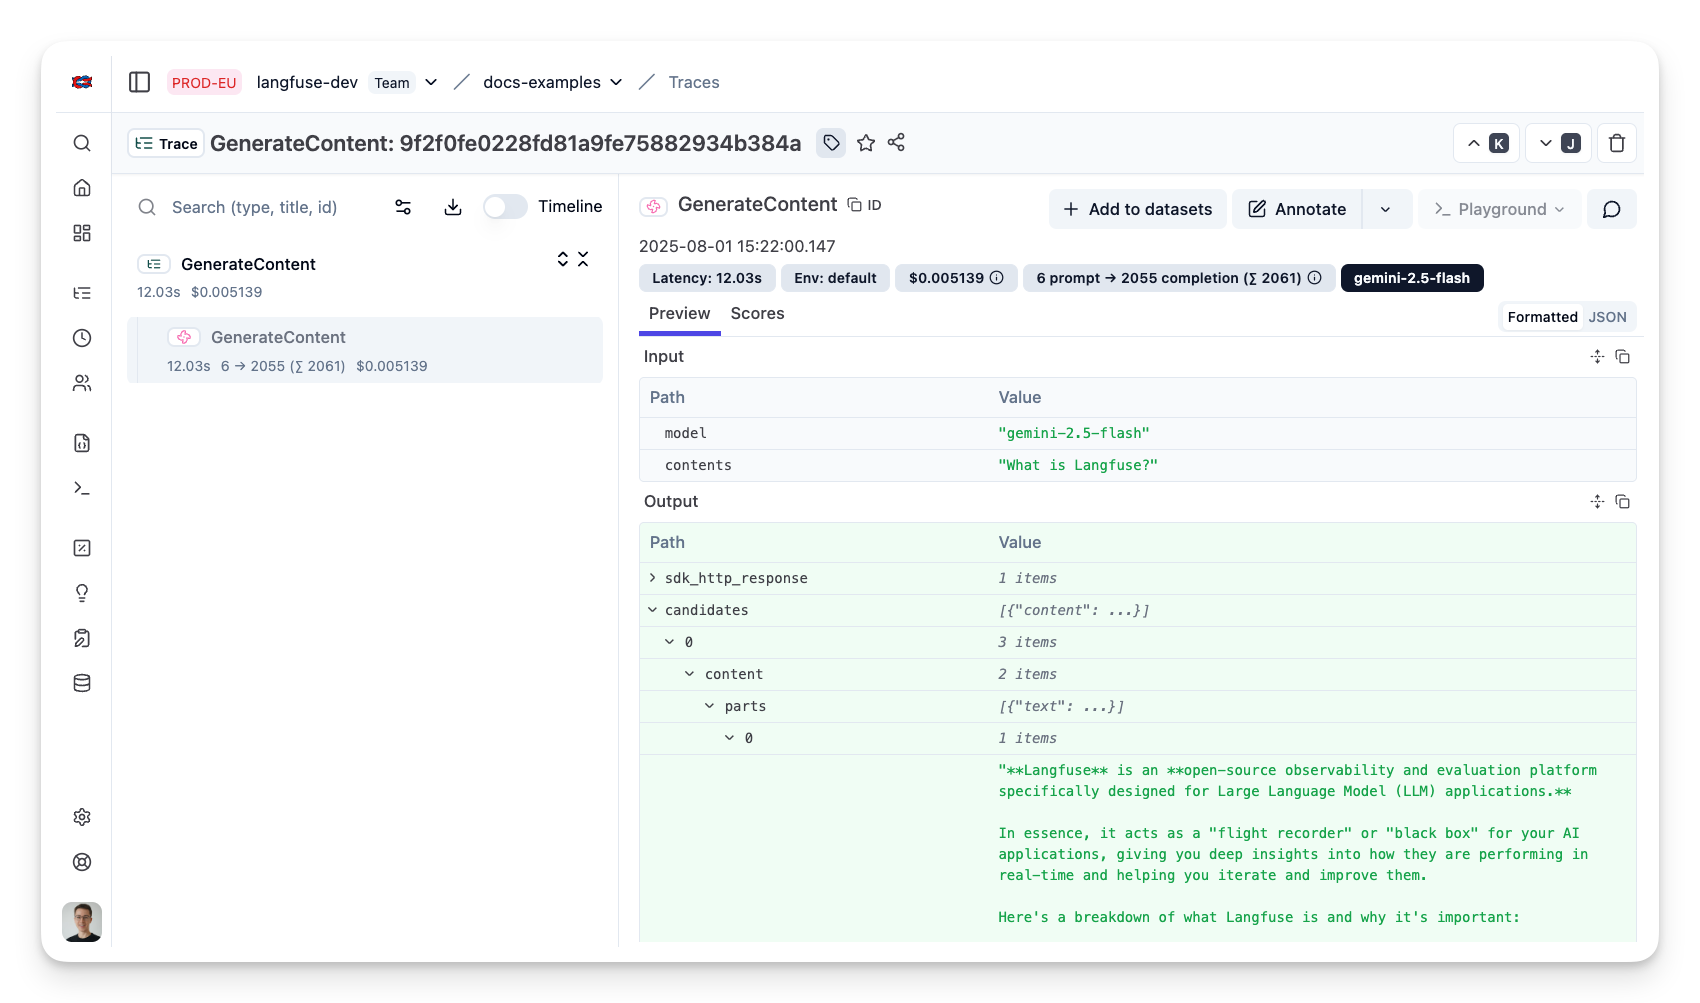 PROD-EU langfuse-dev Team docs-examples Traces
Trace GenerateContent: 9f2f0fe0228fd81a9fe75882934b384a K J
Search (type, title, id) Timeline
GenerateContent
12.03s $0.005139
GenerateContent
12.03s 6 → 2055 (∑ 2061) $0.005139
GenerateContent ID Add to datasets Annotate Playground
2025-08-01 15:22:00.147
Latency: 12.03s Env: default $0.005139 6 prompt → 2055 completion (∑ 2061) gemini-2.5-flash
Preview Scores Formatted JSON
Input
Path Value
model "gemini-2.5-flash"
contents "What is Langfuse?"
Output
Path Value
sdk_http_response 1 items
candidates [{"content": ...}]
0 3 items
content 2 items
parts [{"text": ...}]
0 1 items
"**Langfuse** is an **open-source observability and evaluation platform
specifically designed for Large Language Model (LLM) applications.**
In essence, it acts as a "flight recorder" or "black box" for your AI
applications, giving you deep insights into how they are performing in
real-time and helping you iterate and improve them.
Here's a breakdown of what Langfuse is and why it's important: